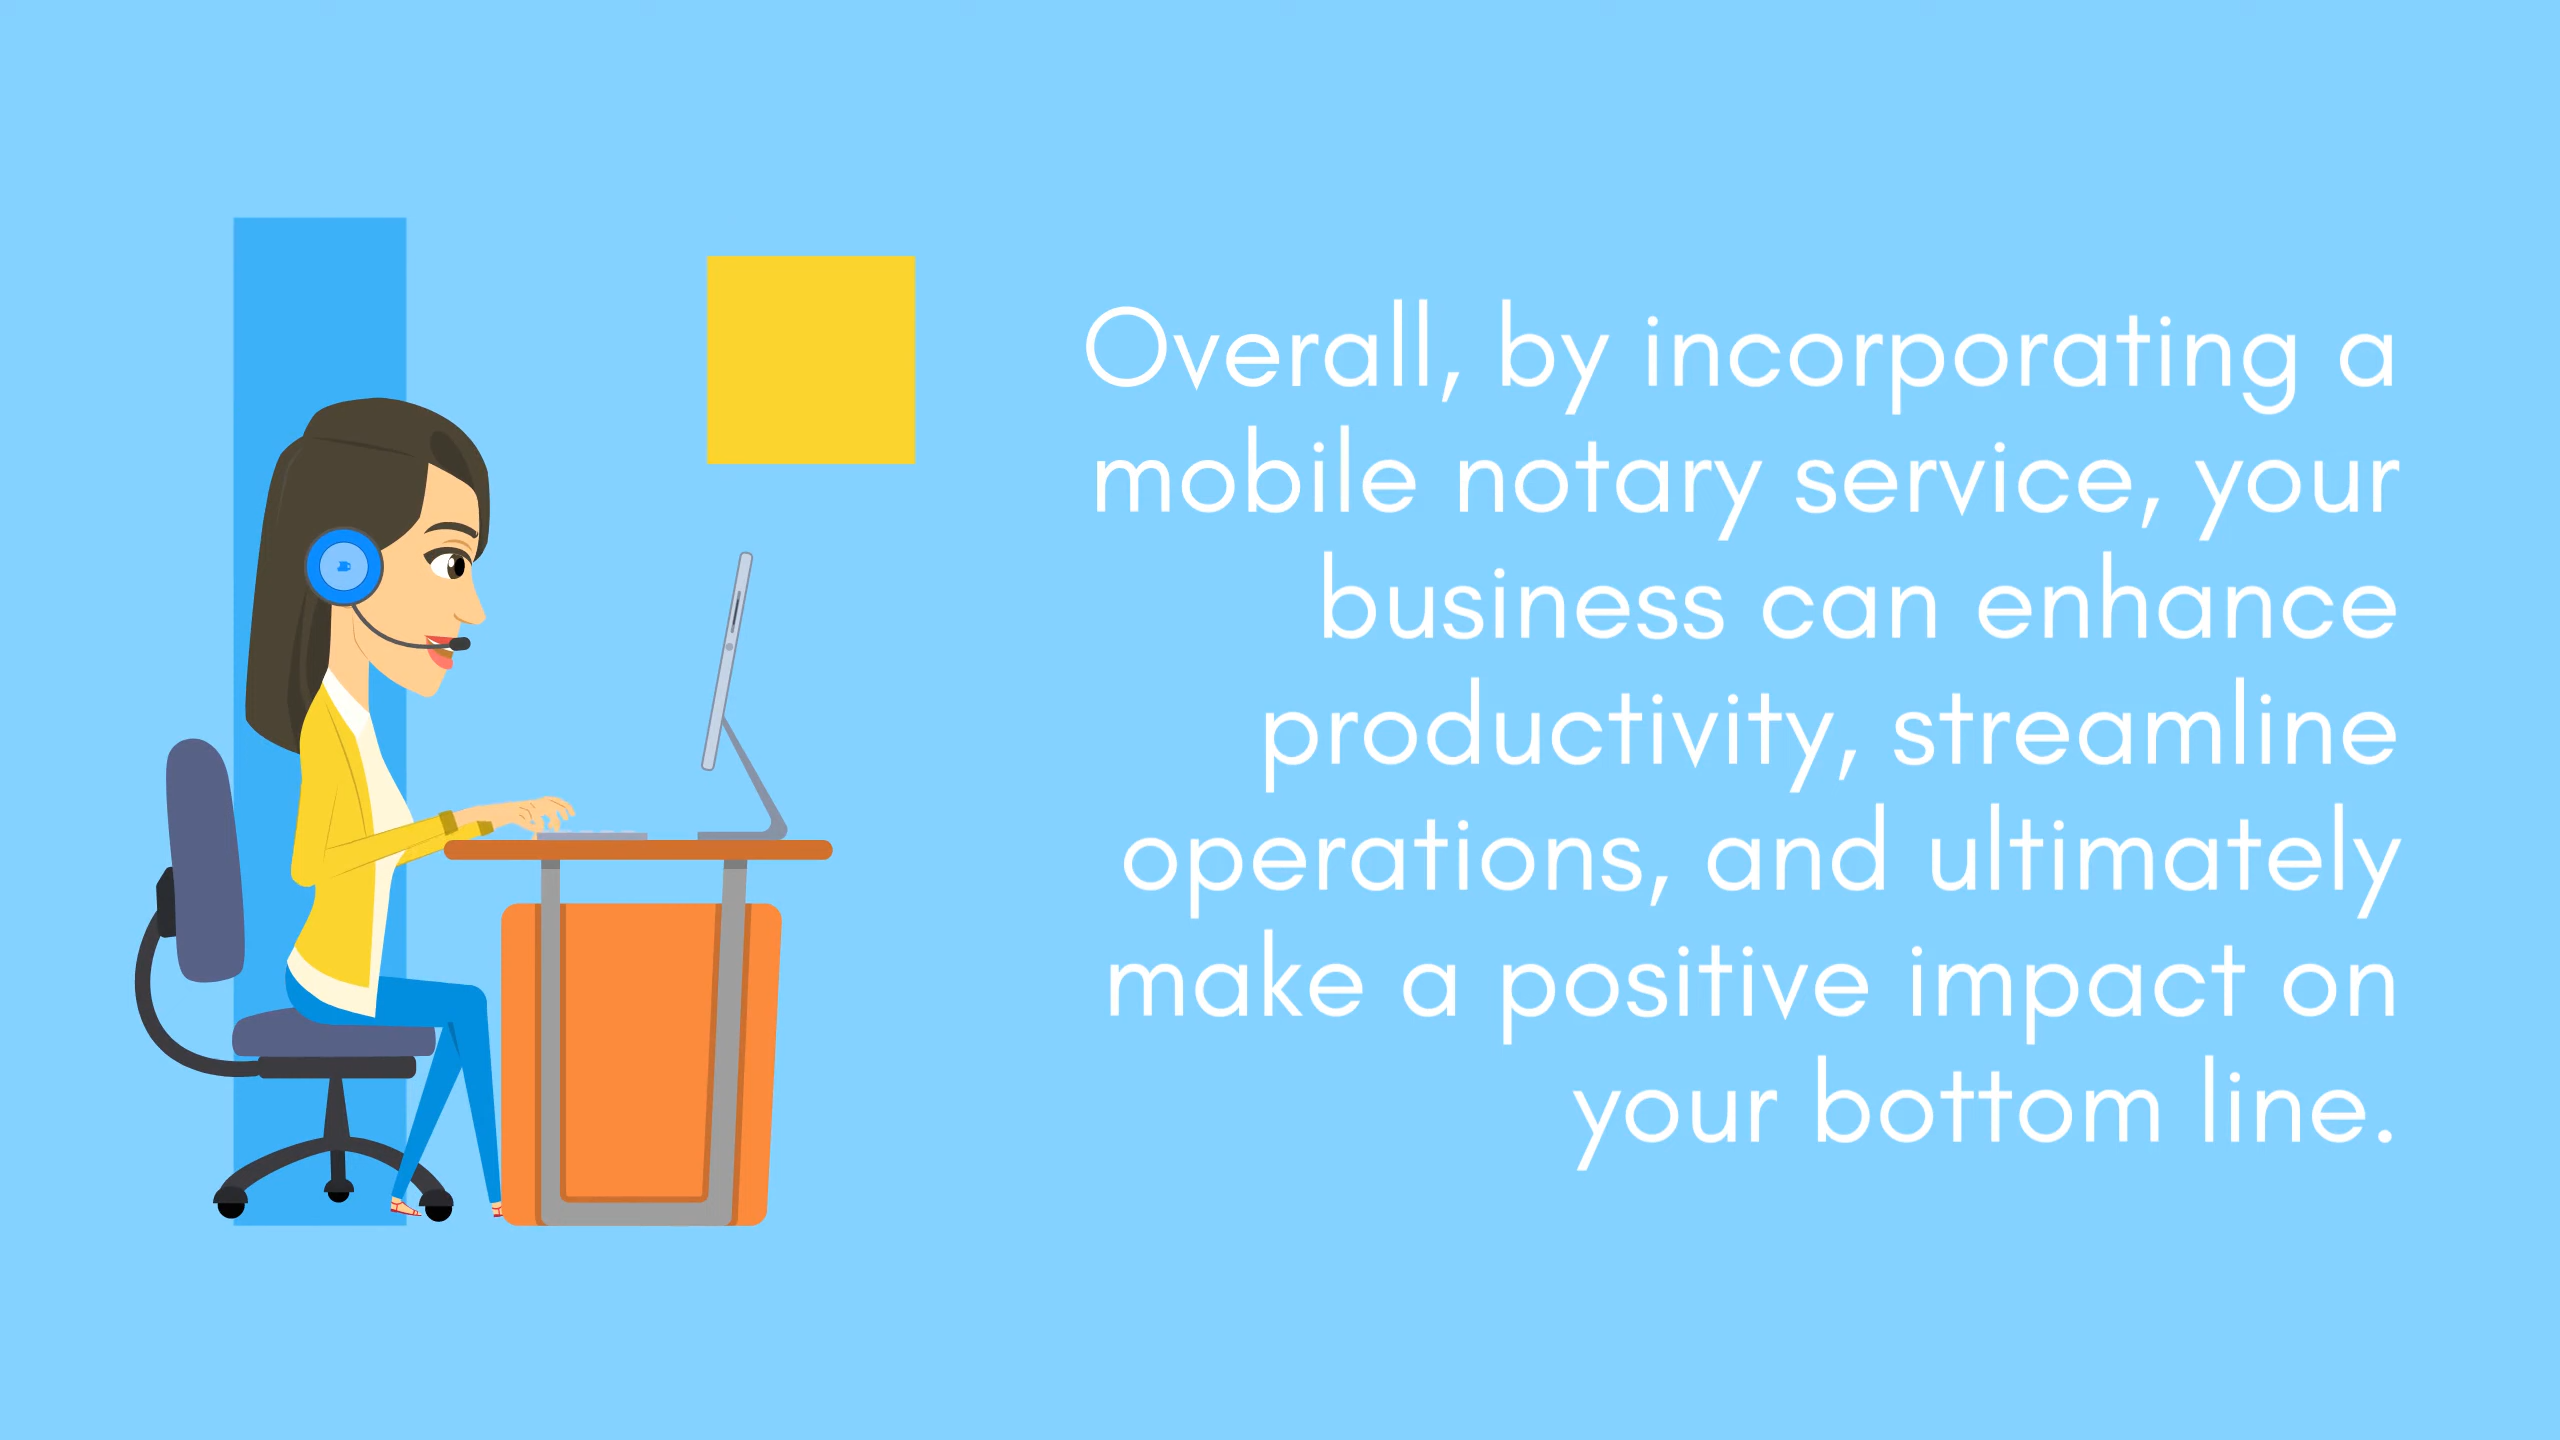 Overall, by incorporating a
mobile notary service, your
business can enhance
productivity, streamline
operations, and ultimately
make a positive impact on
your bottom line.